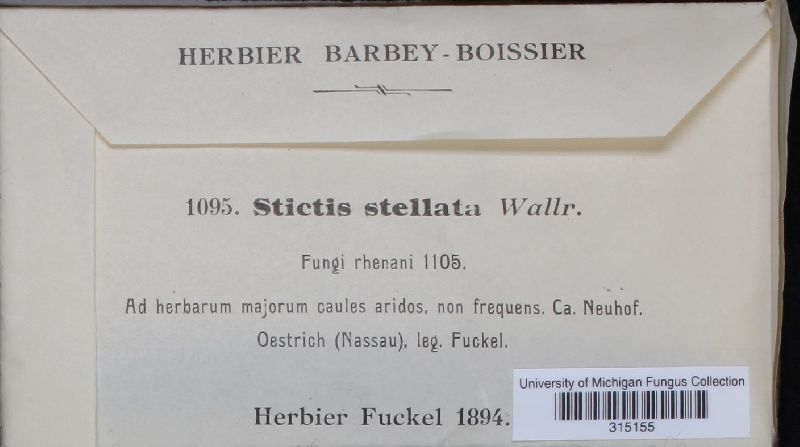 HERBIER BARBEY-BOISSIER
1095. Stictis stellata Wallr.
Fungi rhenani 1105.
Ad herbarum majorum caules aridos, non frequens. Ca. Neuhof.
Oestrich (Nassau), leg. Fuckel.
Herbier Fuckel 1894.
University of Michigan Fungus Collection
315155